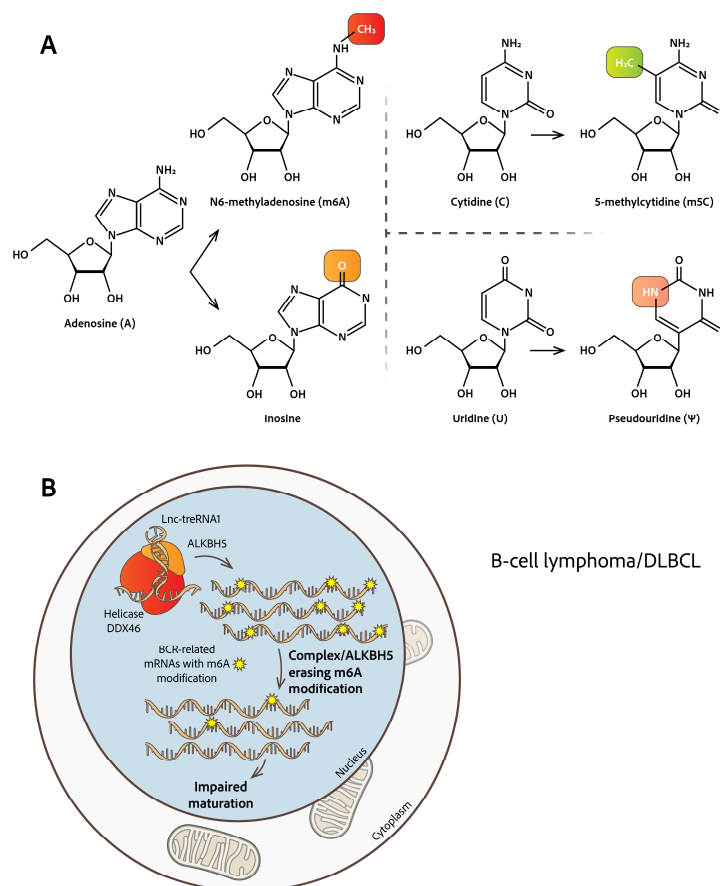 A
CH₃
NH
N
N
N
N
HO
O
OH
OH
N6-methyladenosine (m6A)
NH₂
N
N
N
N
HO
O
OH
OH
Adenosine (A)
O
N
N
N
N
HO
O
OH
OH
Inosine
NH₂
N
N
O
HO
O
OH
OH
Cytidine (C)
H₃C
NH₂
N
N
HO
O
OH
OH
5-methylcytidine (m5C)
O
N
N
O
HO
O
OH
OH
Uridine (U)
O
HN
NH
HO
O
OH
OH
Pseudouridine (Ψ)
B
Lnc-treRNA1
ALKBH5
Helicase
DDX46
BCR-related
mRNAs with m6A
modification
Complex/ALKBH5
erasing m6A
modification
Impaired
maturation
Nucleus
Cytoplasm
B-cell lymphoma/DLBCL